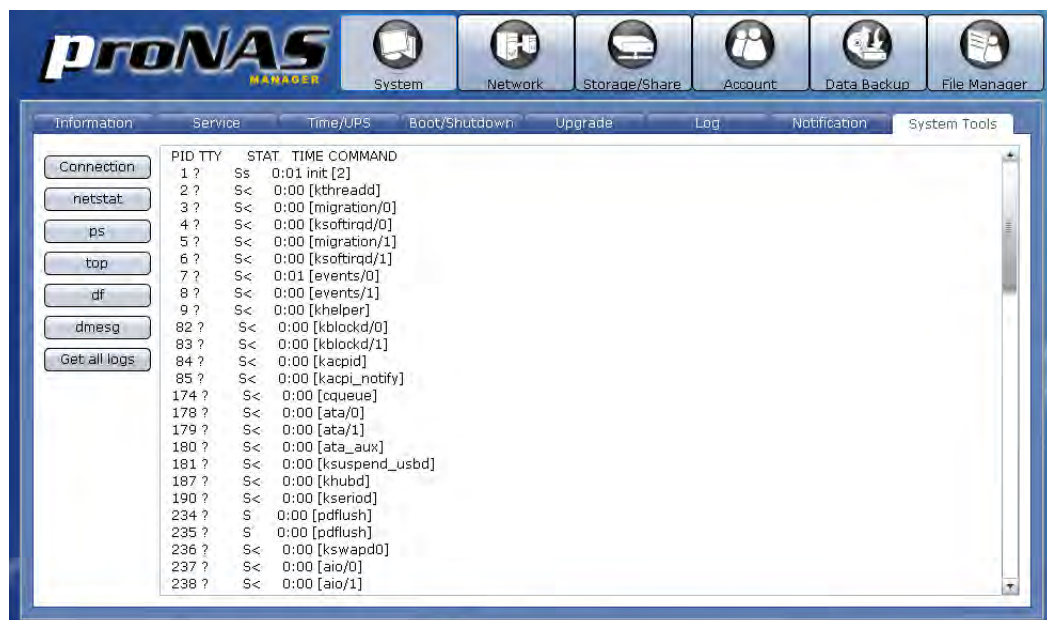 proNAS
MANAGER
System
Network
Storage/Share
Account
Data Backup
File Manager
Information
Service
Time/UPS
Boot/Shutdown
Upgrade
Log
Notification
System Tools
Connection
netstat
ps
top
df
dmesg
Get all logs
PID TTY STAT TIME COMMAND
1 ? Ss 0:01 init [2]
2 ? S< 0:00 [kthreadd]
3 ? S< 0:00 [migration/0]
4 ? S< 0:00 [ksoftirqd/0]
5 ? S< 0:00 [migration/1]
6 ? S< 0:00 [ksoftirqd/1]
7 ? S< 0:01 [events/0]
8 ? S< 0:00 [events/1]
9 ? S< 0:00 [khelper]
82 ? S< 0:00 [kblockd/0]
83 ? S< 0:00 [kblockd/1]
84 ? S< 0:00 [kacpid]
85 ? S< 0:00 [kacpi_notify]
174 ? S< 0:00 [cqueue]
178 ? S< 0:00 [ata/0]
179 ? S< 0:00 [ata/1]
180 ? S< 0:00 [ata_aux]
181 ? S< 0:00 [ksuspend_usbd]
187 ? S< 0:00 [khubd]
190 ? S< 0:00 [kseriod]
234 ? S 0:00 [pdflush]
235 ? S 0:00 [pdflush]
236 ? S< 0:00 [kswapd0]
237 ? S< 0:00 [aio/0]
238 ? S< 0:00 [aio/1]